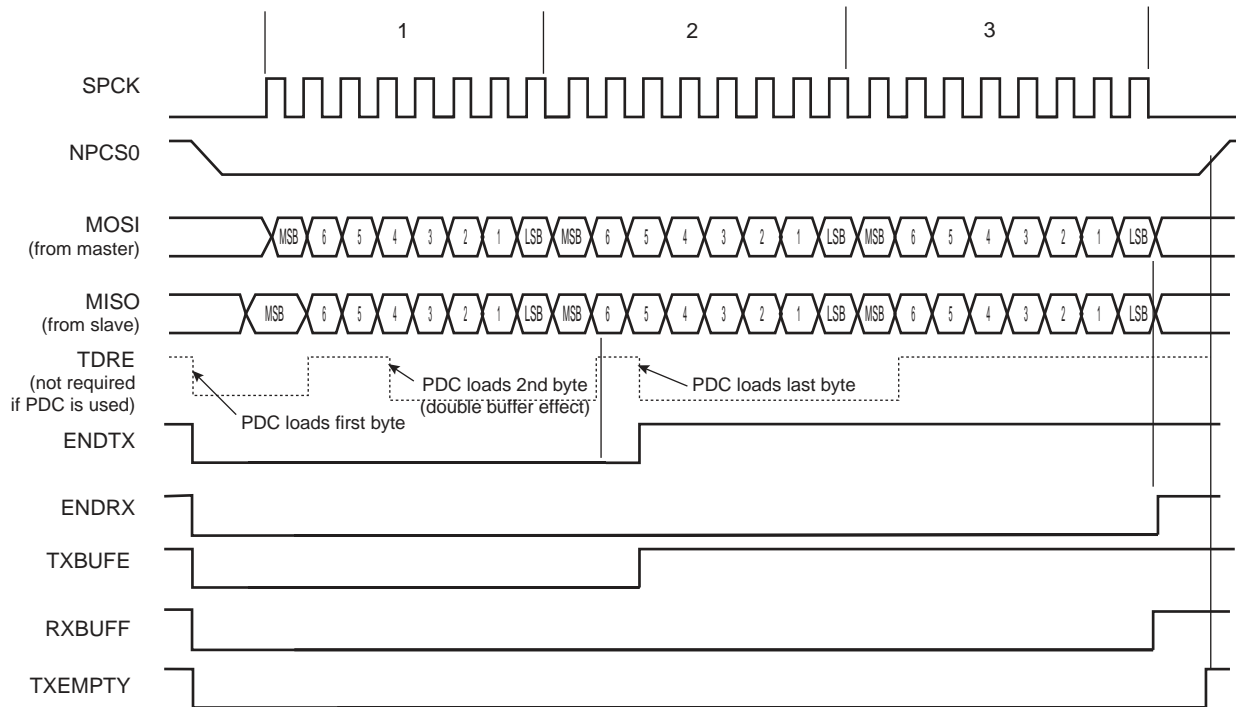 1 2 3
SPCK
NPCS0
MOSI
(from master)
MSB 6 5 4 3 2 1 LSB MSB 6 5 4 3 2 1 LSB MSB 6 5 4 3 2 1 LSB
MISO
(from slave)
MSB 6 5 4 3 2 1 LSB MSB 6 5 4 3 2 1 LSB MSB 6 5 4 3 2 1 LSB
TDRE
(not required
if PDC is used)
PDC loads first byte
PDC loads 2nd byte
(double buffer effect)
PDC loads last byte
ENDTX
ENDRX
TXBUFE
RXBUFF
TXEMPTY